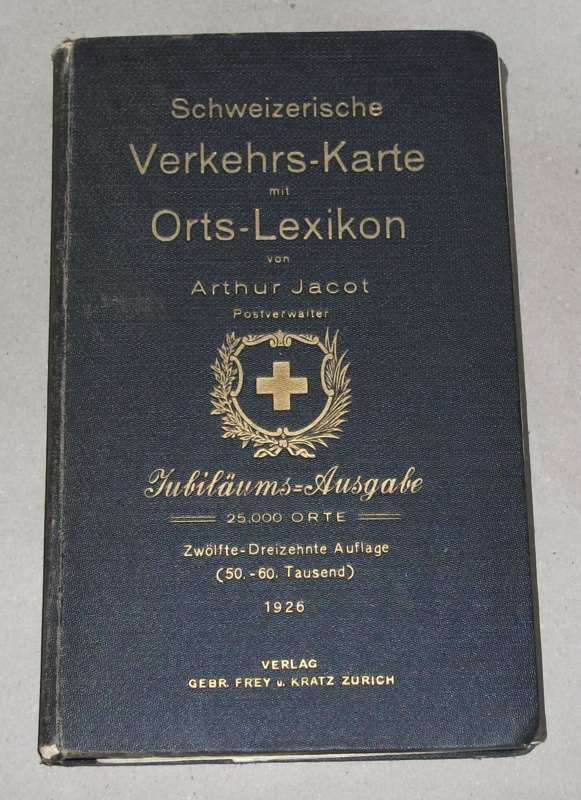 Schweizerische
Verkehrs-Karte
mit
Orts-Lexikon
von
Arthur Jacot
Postverwalter
Jubiläums=Ausgabe
25,000 ORTE
Zwölfte-Dreizehnte Auflage
(50.-60. Tausend)
1926
VERLAG
GEBR. FREY u. KRATZ ZÜRICH